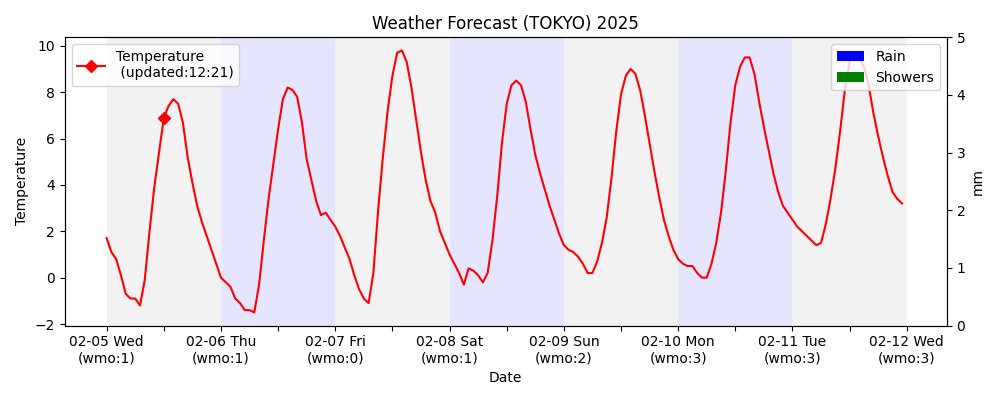 Weather Forecast (TOKYO) 2025
Temperature
(updated:12:21)
Rain
Showers
10
8
6
4
2
0
−2
Temperature
5
4
3
2
1
0
mm
02-05 Wed
(wmo:1)
02-06 Thu
(wmo:1)
02-07 Fri
(wmo:0)
02-08 Sat
(wmo:1)
02-09 Sun
(wmo:2)
02-10 Mon
(wmo:3)
02-11 Tue
(wmo:3)
02-12 Wed
(wmo:3)
Date